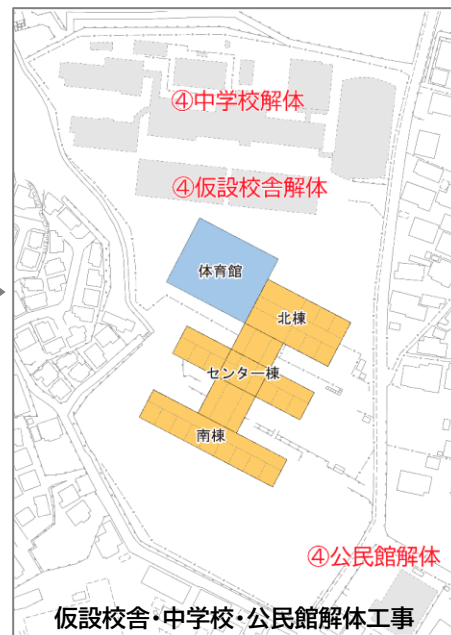 ④中学校解体
④仮設校舎解体
体育館
北棟
センター棟
南棟
④公民館解体
仮設校舎・中学校・公民館解体工事